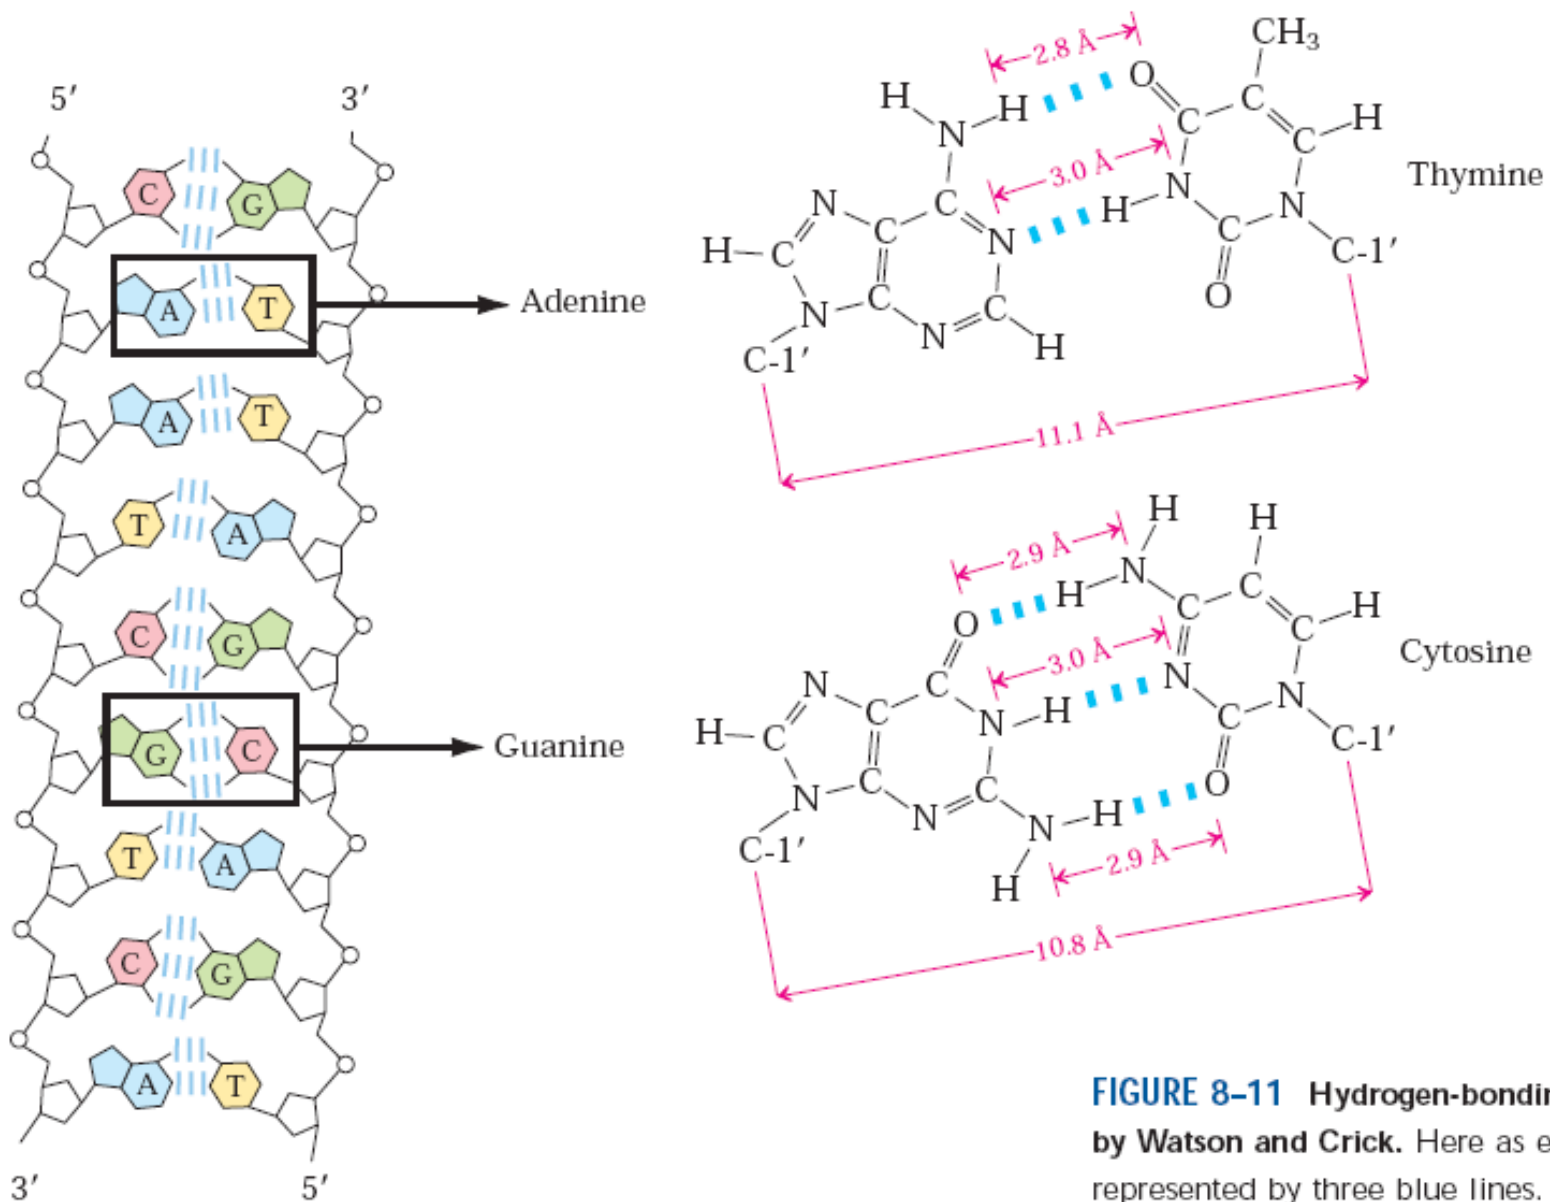 5′ 3′
C G
A T
Adenine
A T
T A
C G
G C
Guanine
T A
C G
A T
3′ 5′
2.8 Å
CH₃
H H O
N C C H
3.0 Å
N C H N C
H C C N C N
N C C O C-1′
C-1′ N H
Thymine
11.1 Å
H H
2.9 Å
H N C
O C C H
3.0 Å
N C N H N C N
H C C C C-1′
N C N H O
C-1′ N
2.9 Å
H
Cytosine
10.8 Å
FIGURE 8–11 Hydrogen-bondin
by Watson and Crick. Here as e
represented by three blue lines.